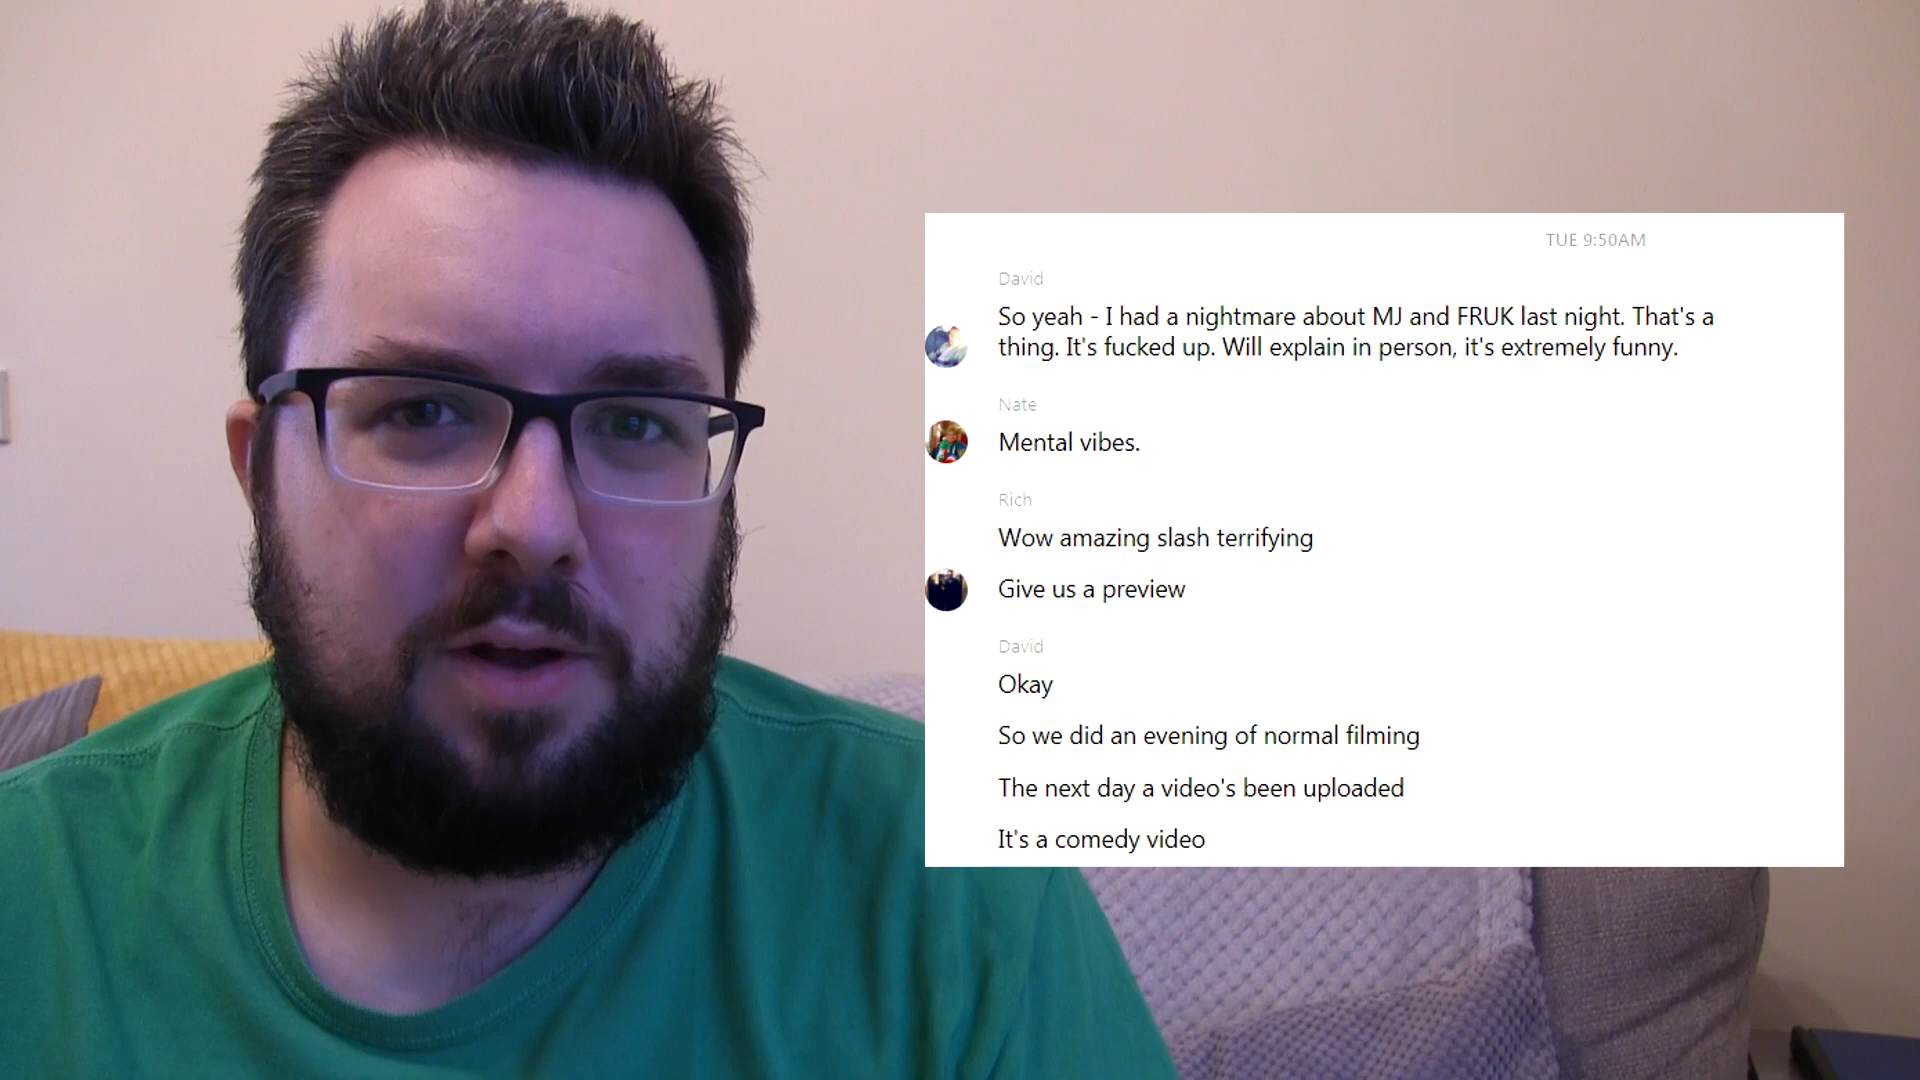 TUE 9:50AM
David
So yeah - I had a nightmare about MJ and FRUK last night. That's a
thing. It's fucked up. Will explain in person, it's extremely funny.
Nate
Mental vibes.
Rich
Wow amazing slash terrifying
Give us a preview
David
Okay
So we did an evening of normal filming
The next day a video's been uploaded
It's a comedy video